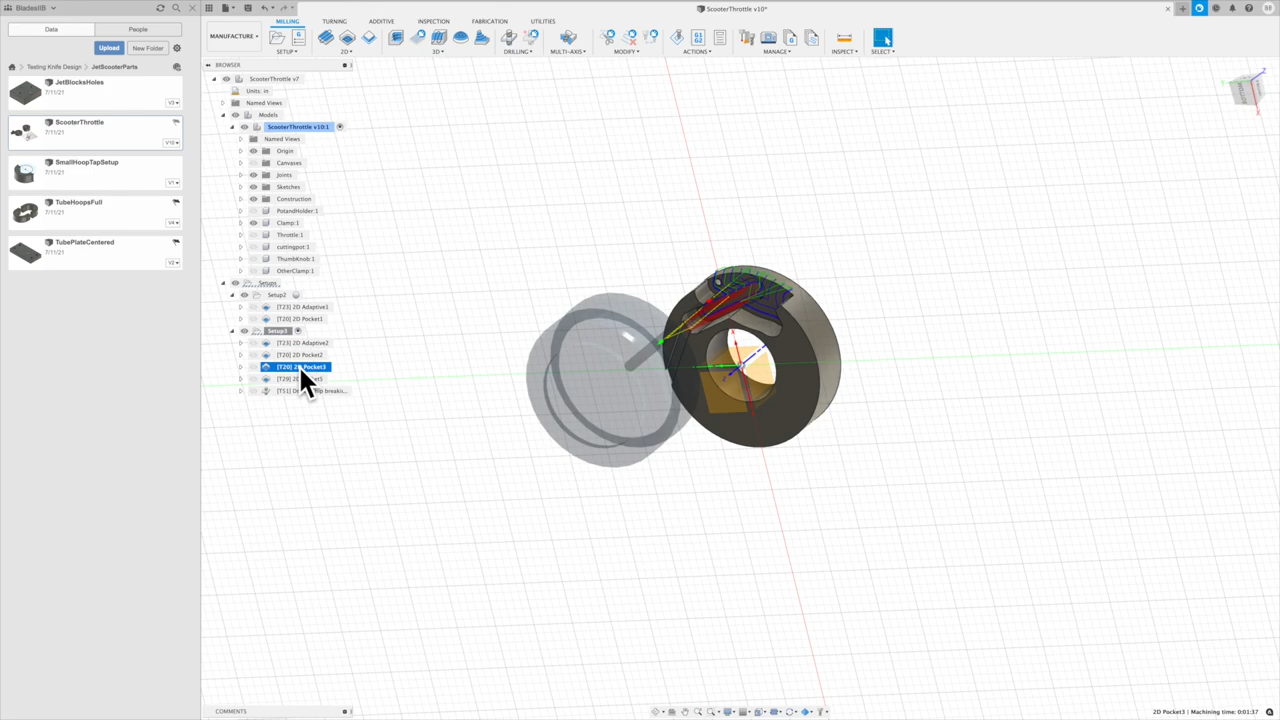 BladesIIB
ScooterThrottle v10*
Data
People
Upload
New Folder
Testing Knife Design
JetScooterParts
JetBlocksHoles
7/11/21
V3
ScooterThrottle
7/11/21
V10
SmallHoopTapSetup
7/11/21
V1
TubeHoopsFull
7/11/21
V4
TubePlateCentered
7/11/21
V2
MILLING
TURNING
ADDITIVE
INSPECTION
FABRICATION
UTILITIES
MANUFACTURE
SETUP
2D
3D
DRILLING
MULTI-AXIS
MODIFY
ACTIONS
MANAGE
INSPECT
SELECT
BROWSER
ScooterThrottle v7
Units: in
Named Views
Models
ScooterThrottle v10:1
Named Views
Origin
Canvases
Joints
Sketches
Construction
PotandHolder:1
Clamp:1
Throttle:1
cuttingpot:1
ThumbKnob:1
OtherClamp:1
Setups
Setup2
[T23] 2D Adaptive1
[T20] 2D Pocket1
Setup3
[T23] 2D Adaptive2
[T20] 2D Pocket2
[T20] 2D Pocket3
[T29] 2D
[T51]
COMMENTS
2D Pocket3 | Machining time: 0:01:37